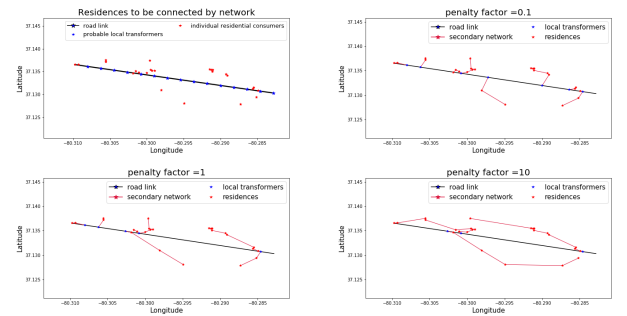 Residences to be connected by network
road link
probable local transformers
individual residential consumers
37.145
37.140
37.135
37.130
37.125
Latitude
−80.310 −80.305 −80.300 −80.295 −80.290 −80.285
Longitude
penalty factor =0.1
road link
secondary network
local transformers
residences
37.145
37.140
37.135
37.130
37.125
Latitude
−80.310 −80.305 −80.300 −80.295 −80.290 −80.285
Longitude
penalty factor =1
road link
secondary network
local transformers
residences
37.145
37.140
37.135
37.130
37.125
Latitude
−80.310 −80.305 −80.300 −80.295 −80.290 −80.285
Longitude
penalty factor =10
road link
secondary network
local transformers
residences
37.145
37.140
37.135
37.130
37.125
Latitude
−80.310 −80.305 −80.300 −80.295 −80.290 −80.285
Longitude